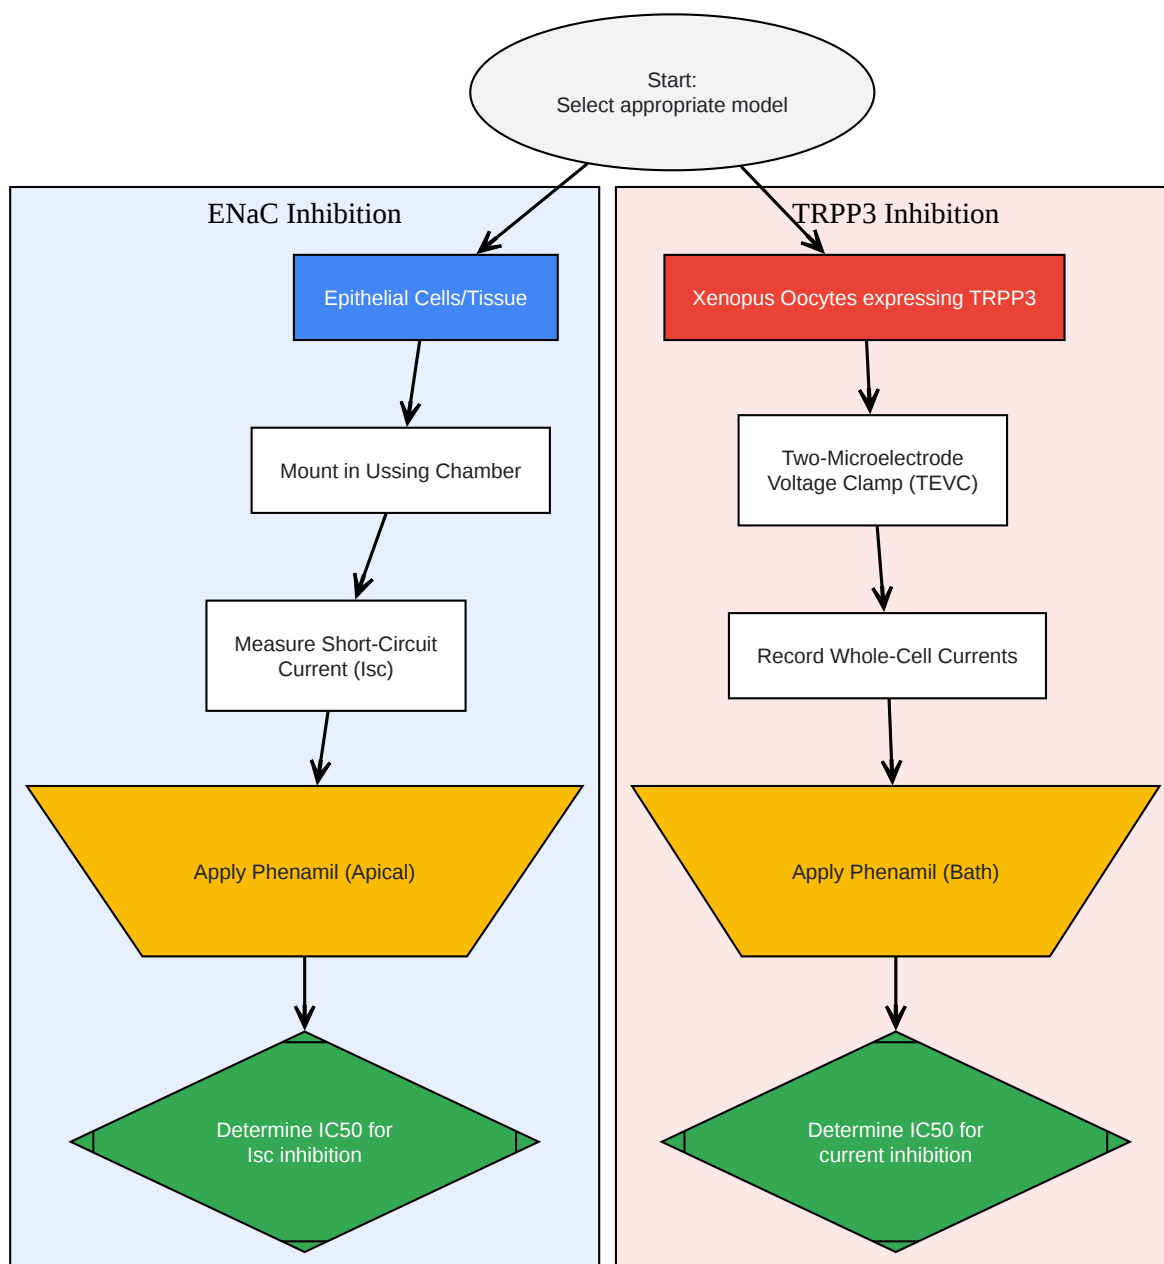 Start:
Select appropriate model
ENaC Inhibition
Epithelial Cells/Tissue
Mount in Ussing Chamber
Measure Short-Circuit
Current (Isc)
Apply Phenamil (Apical)
Determine IC50 for
Isc inhibition
TRPP3 Inhibition
Xenopus Oocytes expressing TRPP3
Two-Microelectrode
Voltage Clamp (TEVC)
Record Whole-Cell Currents
Apply Phenamil (Bath)
Determine IC50 for
current inhibition